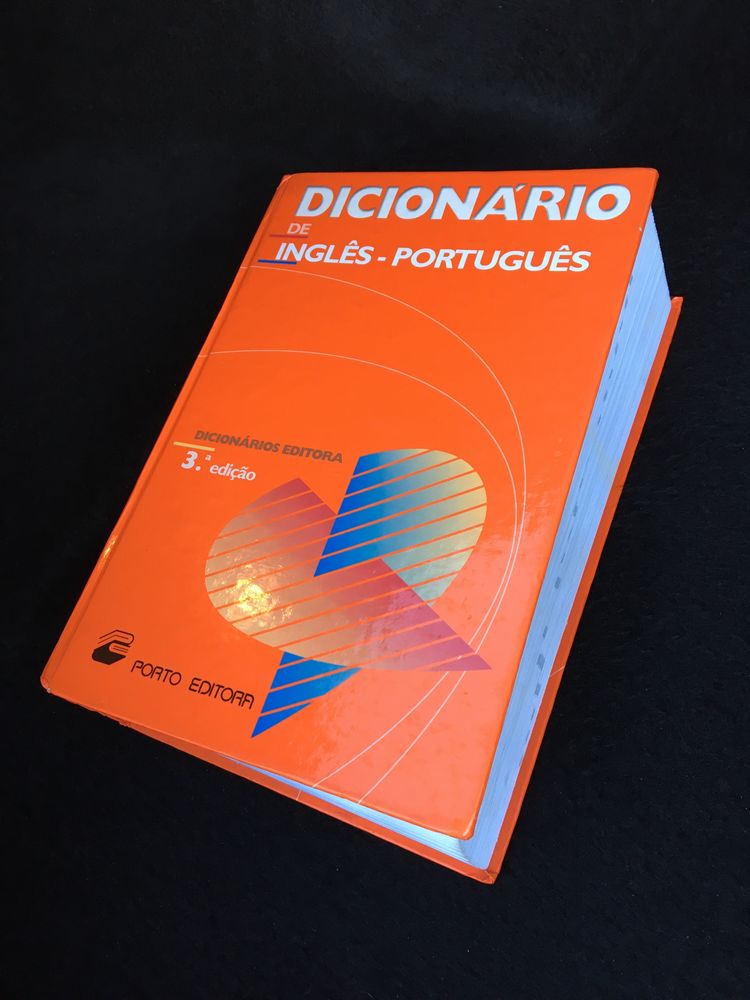 DICIONÁRIO
DE
INGLÊS - PORTUGUÊS
DICIONÁRIOS EDITORA
3.ª edição
PORTO EDITORA